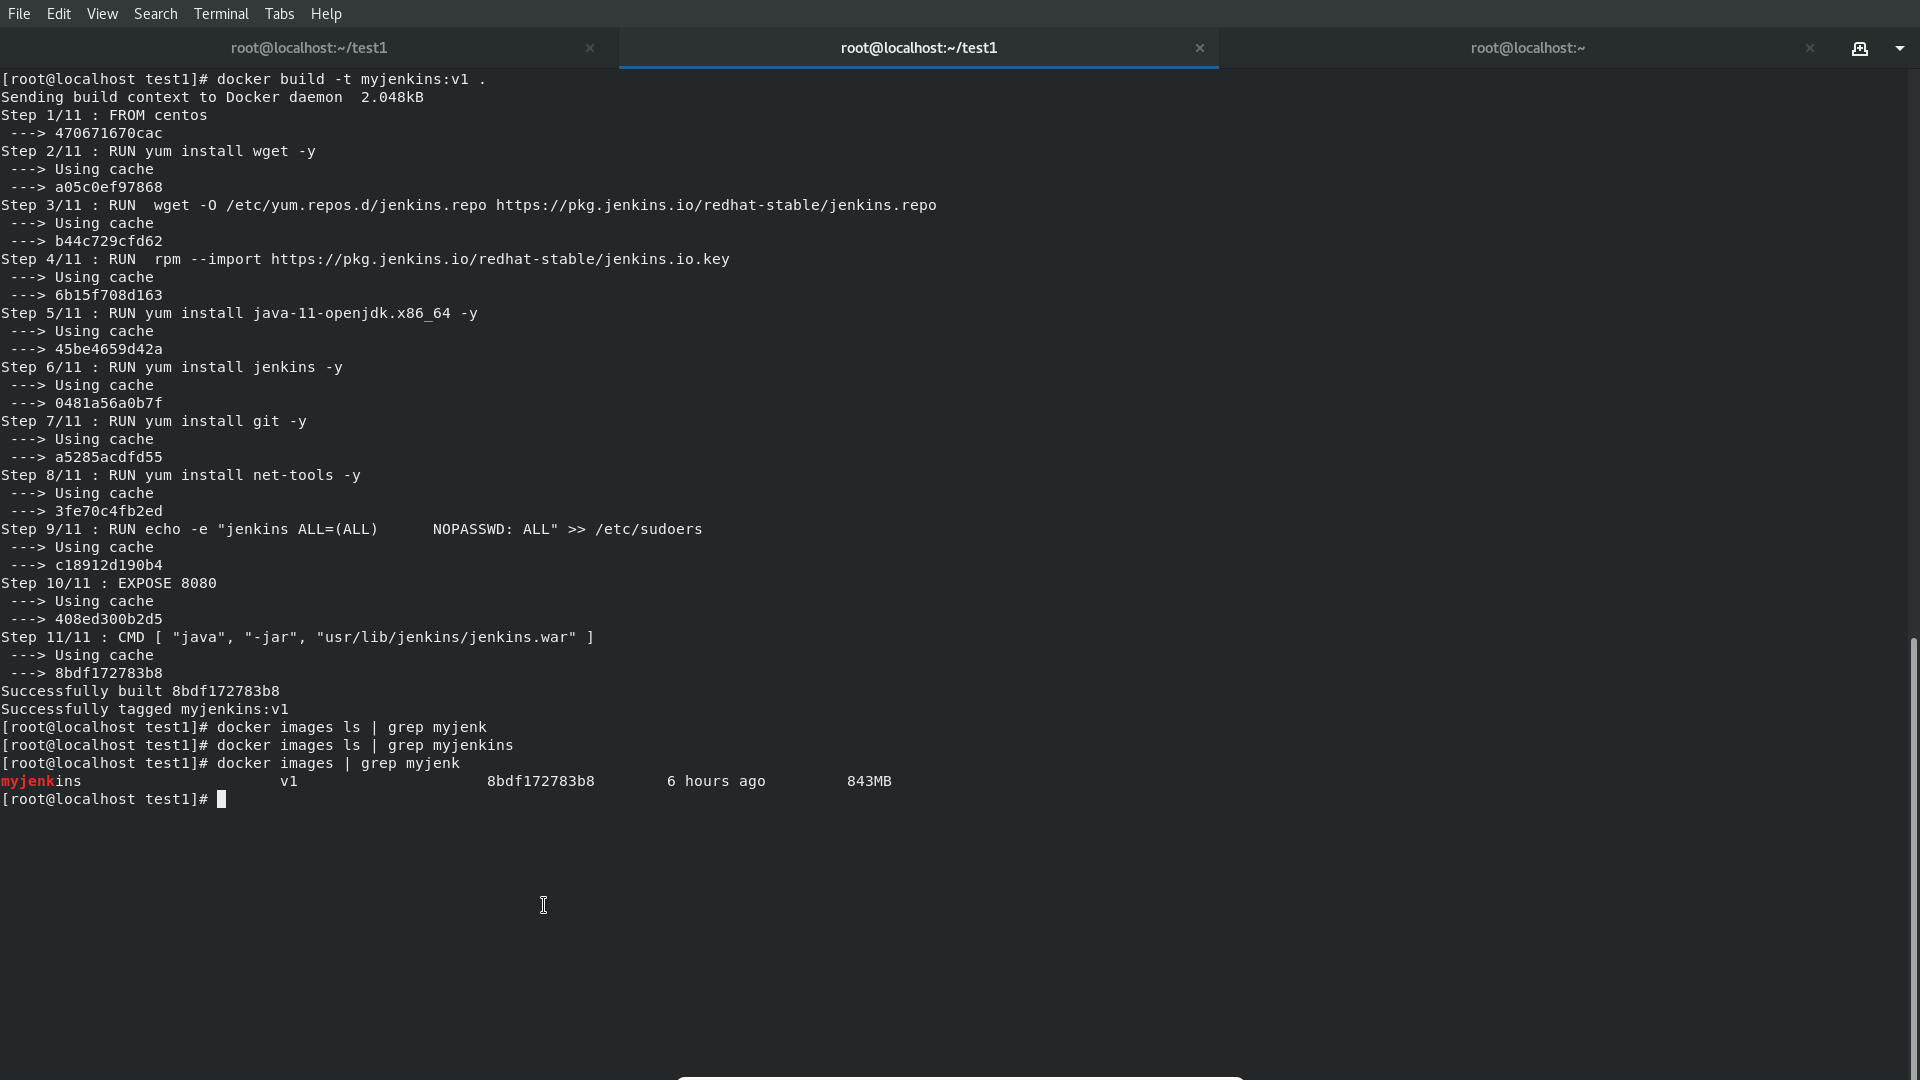 File Edit View Search Terminal Tabs Help
root@localhost:~/test1 root@localhost:~/test1 root@localhost:~
[root@localhost test1]# docker build -t myjenkins:v1 .
Sending build context to Docker daemon  2.048kB
Step 1/11 : FROM centos
 ---> 470671670cac
Step 2/11 : RUN yum install wget -y
 ---> Using cache
 ---> a05c0ef97868
Step 3/11 : RUN  wget -O /etc/yum.repos.d/jenkins.repo https://pkg.jenkins.io/redhat-stable/jenkins.repo
 ---> Using cache
 ---> b44c729cfd62
Step 4/11 : RUN  rpm --import https://pkg.jenkins.io/redhat-stable/jenkins.io.key
 ---> Using cache
 ---> 6b15f708d163
Step 5/11 : RUN yum install java-11-openjdk.x86_64 -y
 ---> Using cache
 ---> 45be4659d42a
Step 6/11 : RUN yum install jenkins -y
 ---> Using cache
 ---> 0481a56a0b7f
Step 7/11 : RUN yum install git -y
 ---> Using cache
 ---> a5285acdfd55
Step 8/11 : RUN yum install net-tools -y
 ---> Using cache
 ---> 3fe70c4fb2ed
Step 9/11 : RUN echo -e "jenkins ALL=(ALL)      NOPASSWD: ALL" >> /etc/sudoers
 ---> Using cache
 ---> c18912d190b4
Step 10/11 : EXPOSE 8080
 ---> Using cache
 ---> 408ed300b2d5
Step 11/11 : CMD [ "java", "-jar", "usr/lib/jenkins/jenkins.war" ]
 ---> Using cache
 ---> 8bdf172783b8
Successfully built 8bdf172783b8
Successfully tagged myjenkins:v1
[root@localhost test1]# docker images ls | grep myjenk
[root@localhost test1]# docker images ls | grep myjenkins
[root@localhost test1]# docker images | grep myjenk
myjenkins                      v1                     8bdf172783b8        6 hours ago         843MB
[root@localhost test1]#